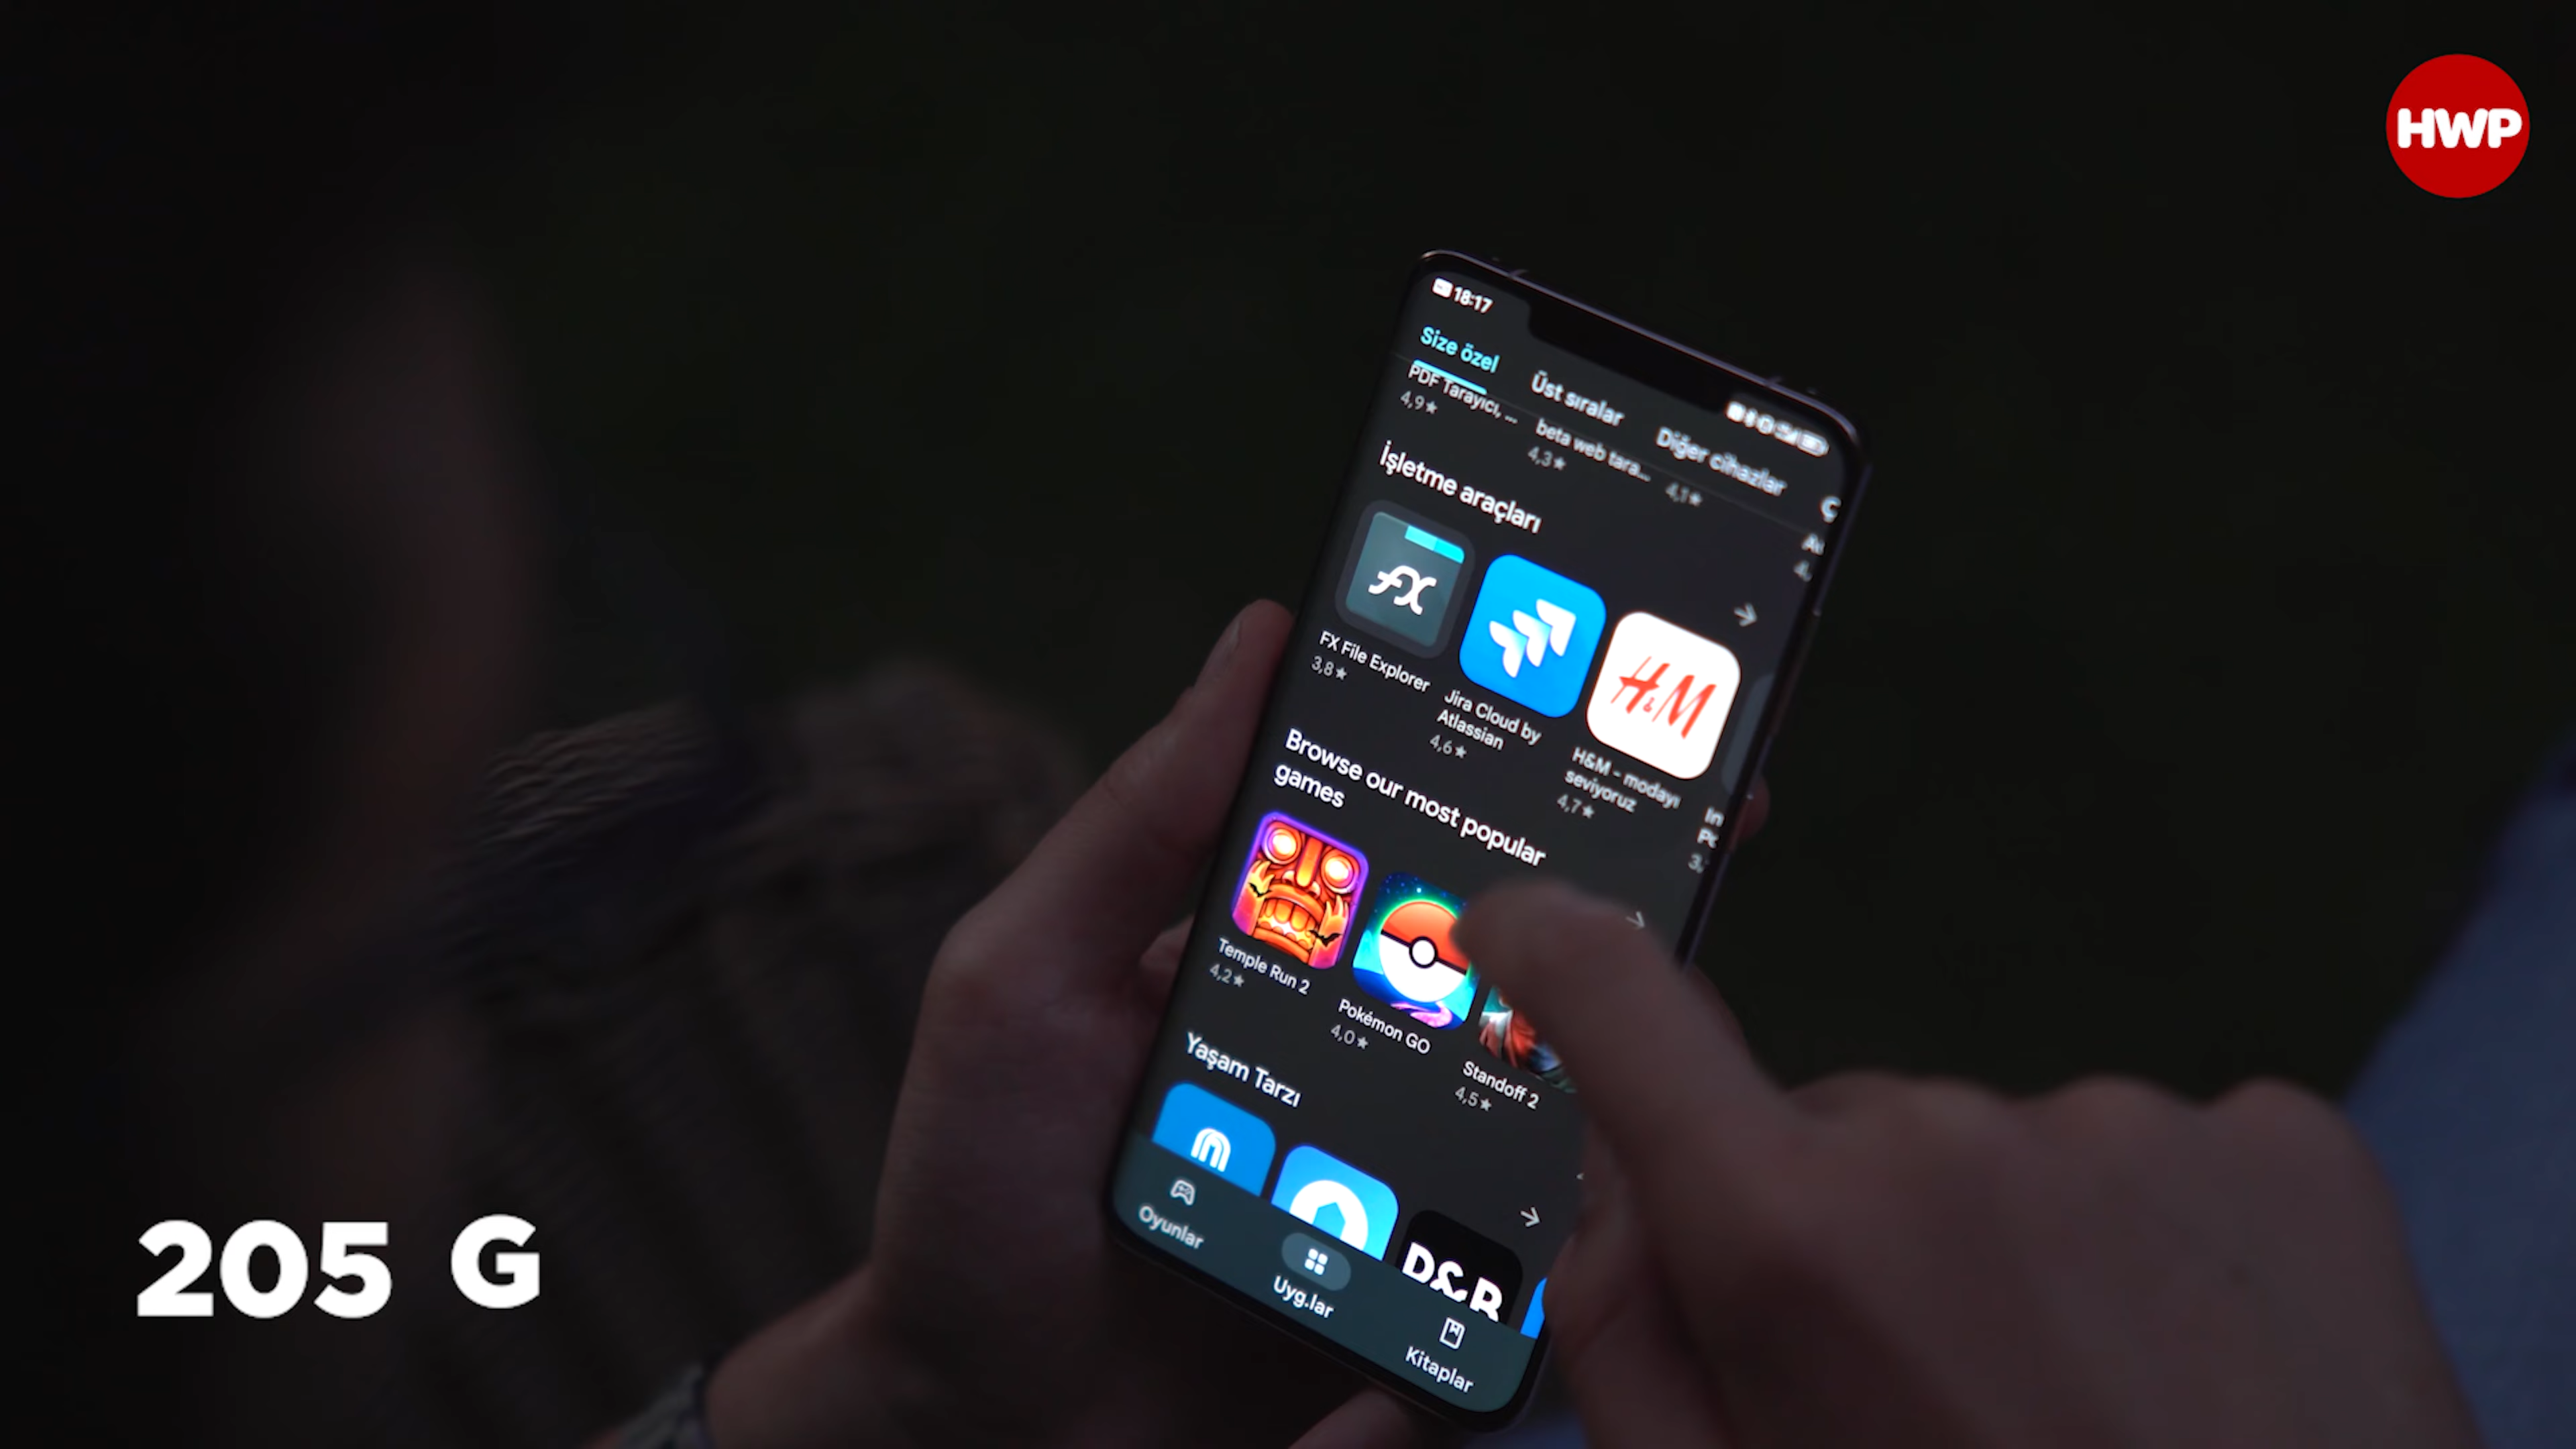 HWP
18:17
Size özel
Üst sıralar
Diğer cihazlar
PDF Tarayıcı, ...
4,9★
beta web tara...
4,3★
4,1★
İşletme araçları
FX
FX File Explorer
3,8★
Jira Cloud by
Atlassian
4,6★
H&M
H&M - modayı
seviyoruz
4,7★
Browse our most popular
games
Temple Run 2
4,2★
Pokémon GO
4,0★
Standoff 2
4,5★
Yaşam Tarzı
D&R
Oyunlar
Uyg.lar
Kitaplar
205 G